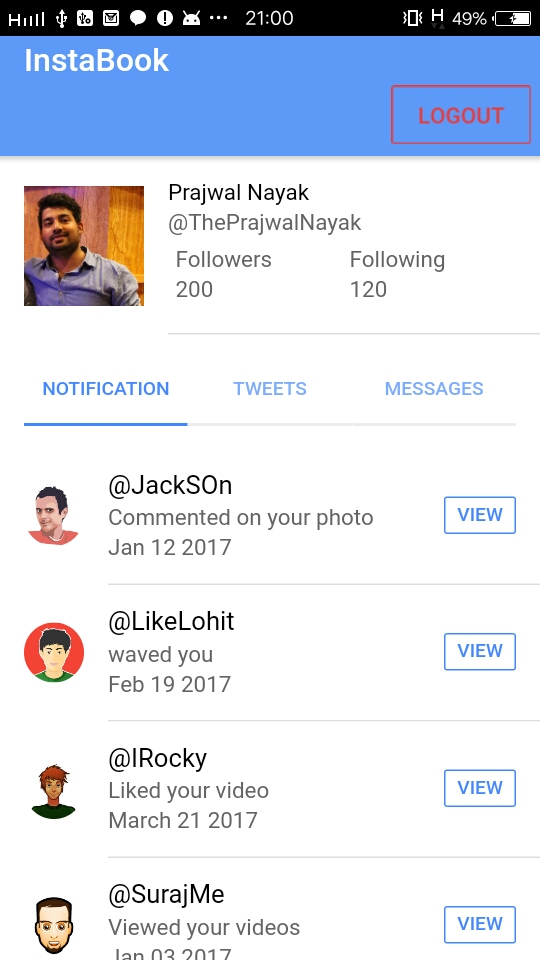 21:00
H
49%
InstaBook
LOGOUT
Prajwal Nayak
@ThePrajwalNayak
Followers Following
200 120
NOTIFICATION TWEETS MESSAGES
@JackSOn
Commented on your photo
Jan 12 2017
VIEW
@LikeLohit
waved you
Feb 19 2017
VIEW
@IRocky
Liked your video
March 21 2017
VIEW
@SurajMe
Viewed your videos
Jan 03 2017
VIEW